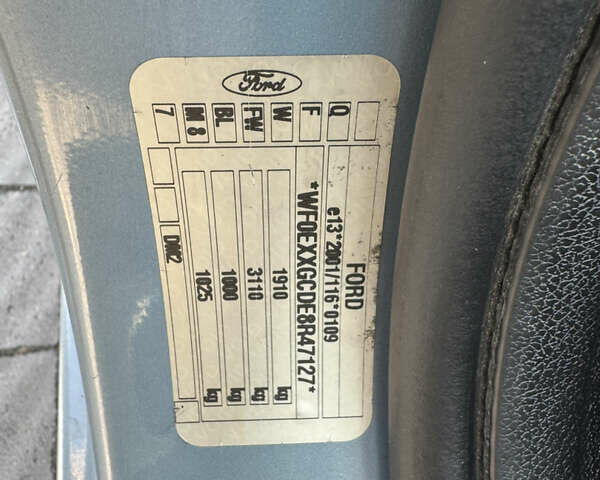 Ford
FORD
e13*2001/116*0109
*WF0EXXGCDE8R47127*
1910 kg
3110 kg
1000 kg
1025 kg
DM2
Q
F
W
FW
BL
M 8
7